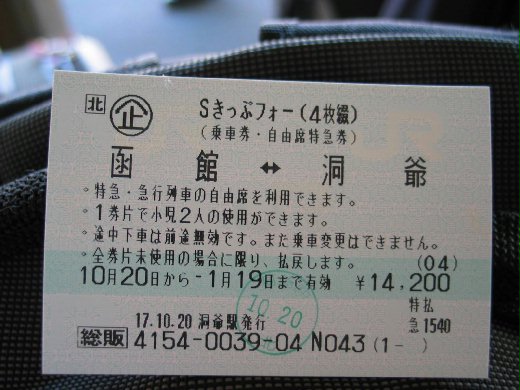 北 企 Sきっぷフォー(4枚綴)
(乗車券・自由席特急券)
函館 ↔ 洞爺
・特急・急行列車の自由席を利用できます。
・1券片で小児2人の使用ができます。
・途中下車は前途無効です。また乗車変更はできません。
・全券片未使用の場合に限り、払戻します。 (04)
10月20日から -1月19日まで有効 ¥14,200
特払
17.10.20 洞爺駅発行 急1540
10.20
総販 4154-0039-04 N043 (1- )